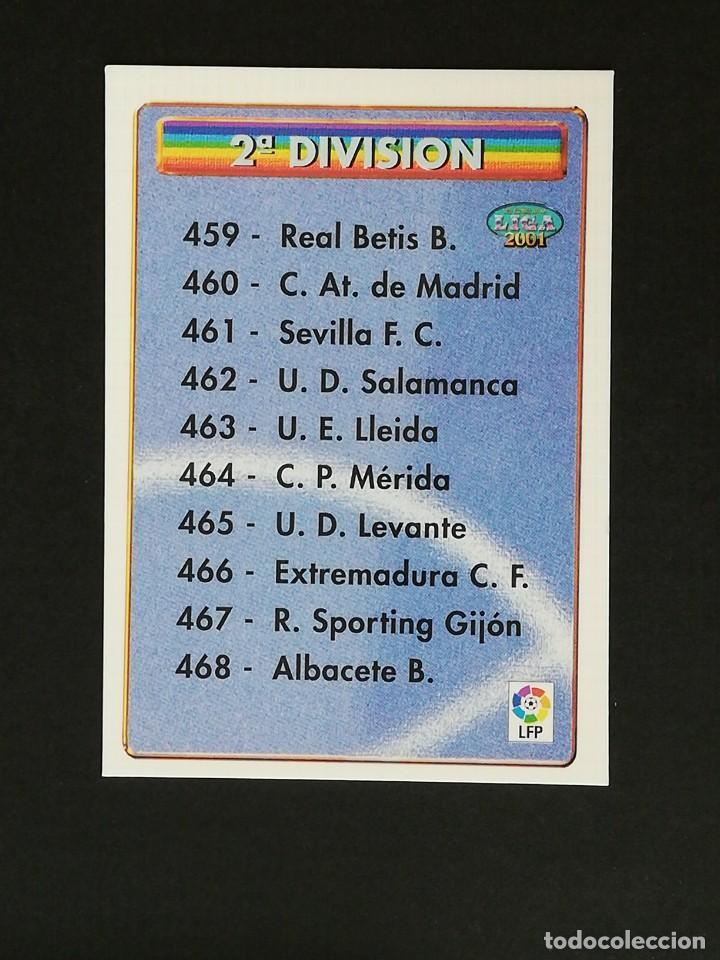 2ª DIVISION
LIGA
2001
459 - Real Betis B.
460 - C. At. de Madrid
461 - Sevilla F. C.
462 - U. D. Salamanca
463 - U. E. Lleida
464 - C. P. Mérida
465 - U. D. Levante
466 - Extremadura C. F.
467 - R. Sporting Gijón
468 - Albacete B.
LFP
todocoleccion